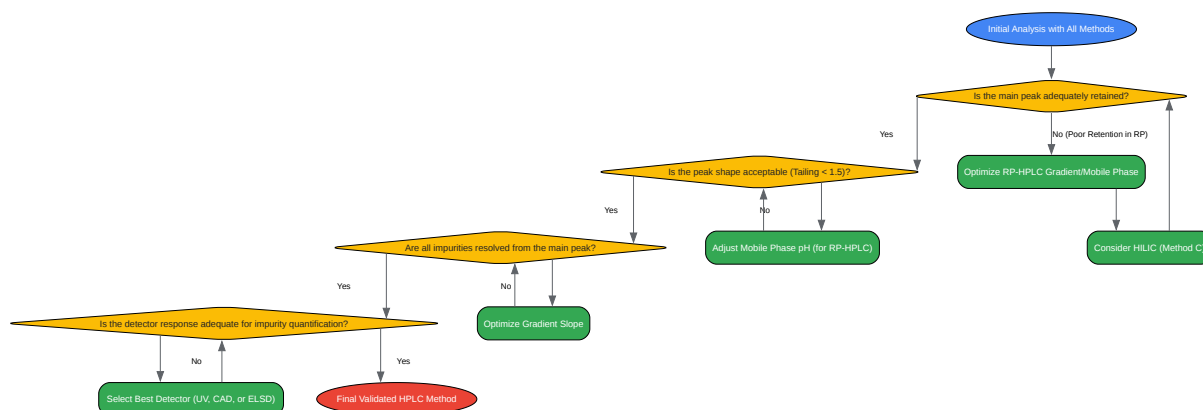 Initial Analysis with All Methods
Is the main peak adequately retained?
Yes
No (Poor Retention in RP)
Is the peak shape acceptable (Tailing < 1.5)?
Optimize RP-HPLC Gradient/Mobile Phase
Yes
No
Are all impurities resolved from the main peak?
Adjust Mobile Phase pH (for RP-HPLC)
Consider HILIC (Method C
Yes
No
Is the detector response adequate for impurity quantification?
Optimize Gradient Slope
No
Yes
Select Best Detector (UV, CAD, or ELSD)
Final Validated HPLC Method